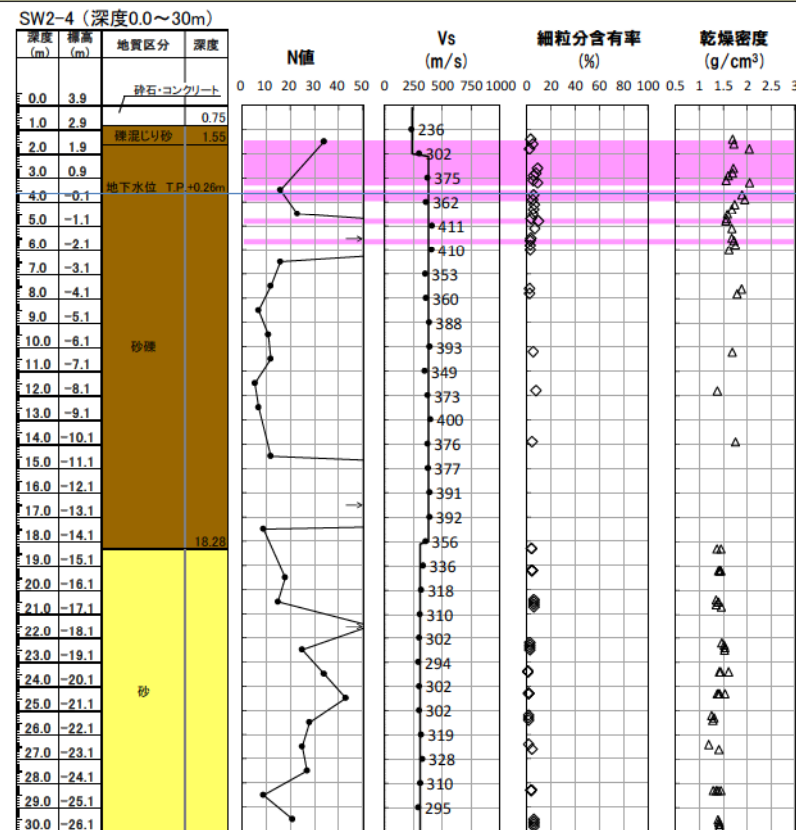 SW2-4 (深度0.0～30m)
深度 標高 地質区分 深度
(m) (m)
N値
Vs
(m/s)
細粒分含有率
(%)
乾燥密度
(g/cm³)
0 10 20 30 40 50
0 250 500 750 1000
0 20 40 60 80 100
0.5 1 1.5 2 2.5 3
0.0 3.9 砕石・コンクリート
0.75
1.0 2.9 236
礫混じり砂 1.55
2.0 1.9 302
3.0 0.9 375
地下水位 T.P.+0.26m
4.0 -0.1 362
5.0 -1.1 411
6.0 -2.1 410
7.0 -3.1 353
8.0 -4.1 360
9.0 -5.1 388
10.0 -6.1 砂礫 393
11.0 -7.1 349
12.0 -8.1 373
13.0 -9.1 400
14.0 -10.1 376
15.0 -11.1 377
16.0 -12.1 391
17.0 -13.1 392
18.0 -14.1 18.28 356
19.0 -15.1 336
20.0 -16.1 318
21.0 -17.1 310
22.0 -18.1 302
23.0 -19.1 294
24.0 -20.1 砂 302
25.0 -21.1 302
26.0 -22.1 319
27.0 -23.1 328
28.0 -24.1 310
29.0 -25.1 295
30.0 -26.1